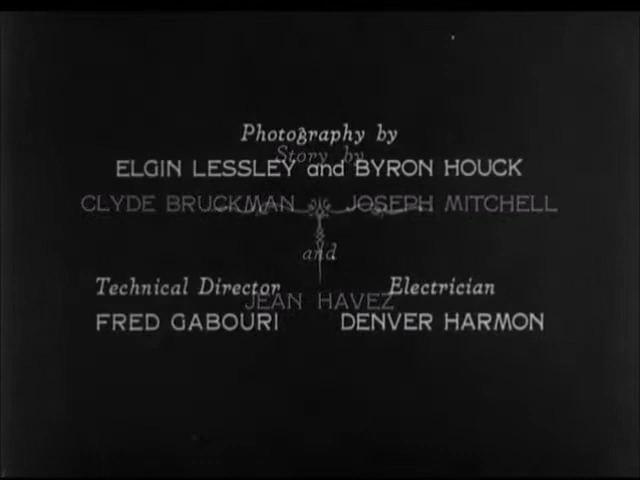 Photography by
Story by
ELGIN LESSLEY and BYRON HOUCK
CLYDE BRUCKMAN JOSEPH MITCHELL
and
Technical Director Electrician
JEAN HAVEZ
FRED GABOURI DENVER HARMON